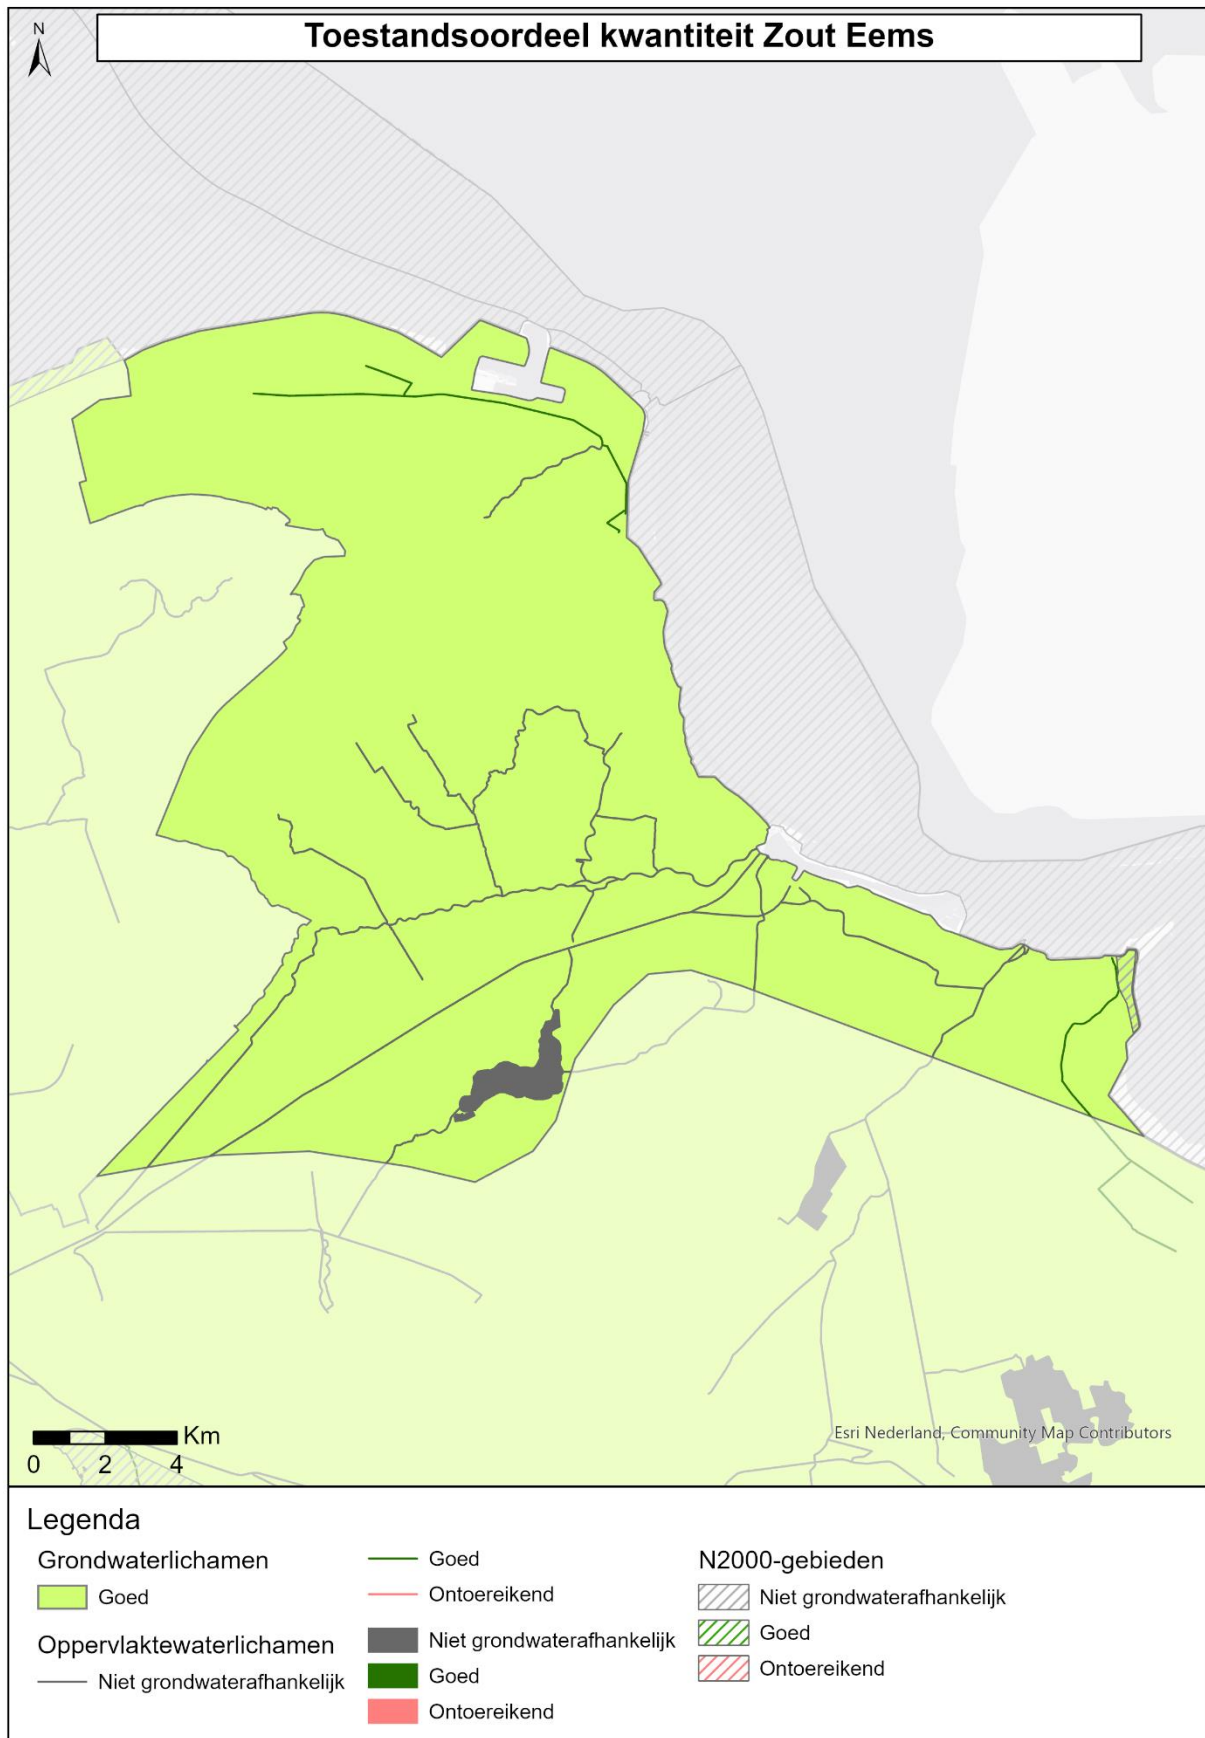 Toestandsoordeel kwantiteit Zout Eems
N
Km
0 2 4
Esri Nederland, Community Map Contributors
Legenda
Grondwaterlichamen
Goed
Oppervlaktewaterlichamen
Niet grondwaterafhankelijk
Goed
Ontoereikend
Niet grondwaterafhankelijk
Goed
Ontoereikend
N2000-gebieden
Niet grondwaterafhankelijk
Goed
Ontoereikend